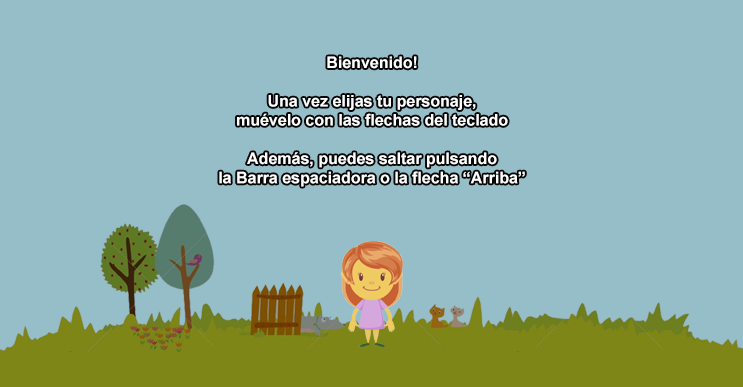 Bienvenido!
Una vez elijas tu personaje,
muévelo con las flechas del teclado
Además, puedes saltar pulsando
la Barra espaciadora o la flecha “Arriba”